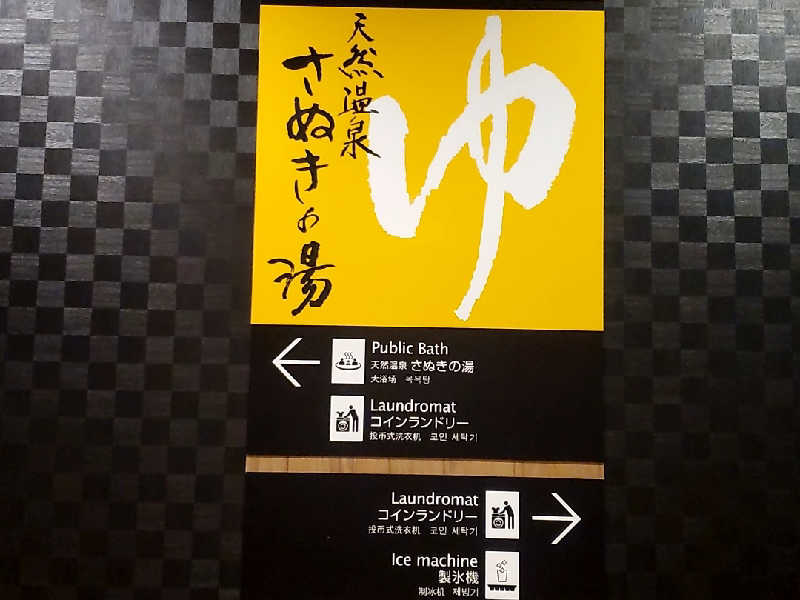 天然温泉
さぬきの湯
ゆ
Public Bath
天然温泉 さぬきの湯
大浴场 목욕탕
Laundromat
コインランドリー
投币式洗衣机 코인 세탁기
Laundromat
コインランドリー
投币式洗衣机 코인 세탁기
Ice machine
製氷機
制冰机 제빙기